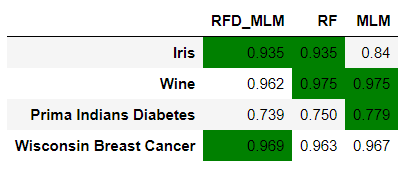 RFD_MLM RF MLM
Iris 0.935 0.935 0.84
Wine 0.962 0.975 0.975
Prima Indians Diabetes 0.739 0.750 0.779
Wisconsin Breast Cancer 0.969 0.963 0.967